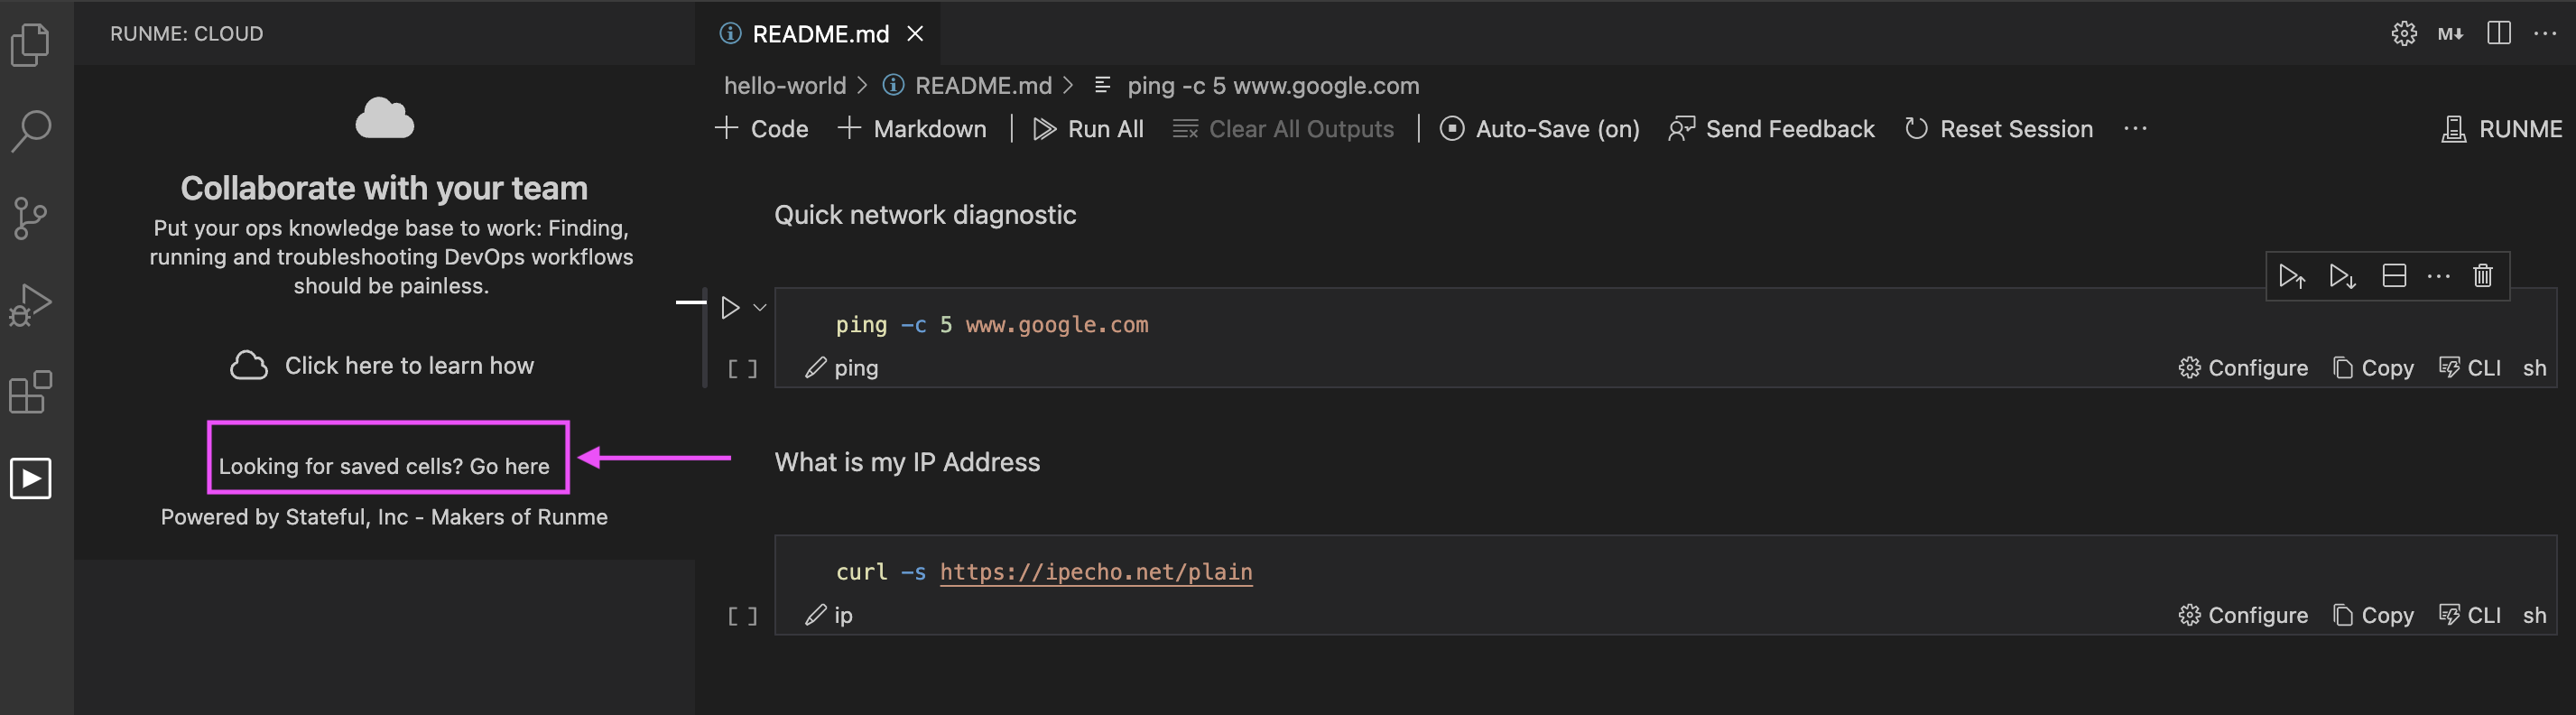 RUNME: CLOUD
Collaborate with your team
Put your ops knowledge base to work: Finding,
running and troubleshooting DevOps workflows
should be painless.
Click here to learn how
Looking for saved cells? Go here
Powered by Stateful, Inc - Makers of Runme
README.md
M↓
hello-world > README.md > ping -c 5 www.google.com
+ Code + Markdown | Run All Clear All Outputs | Auto-Save (on) Send Feedback Reset Session ··· RUNME
Quick network diagnostic
ping -c 5 www.google.com
[ ] ping Configure Copy CLI sh
What is my IP Address
curl -s https://ipecho.net/plain
[ ] ip Configure Copy CLI sh